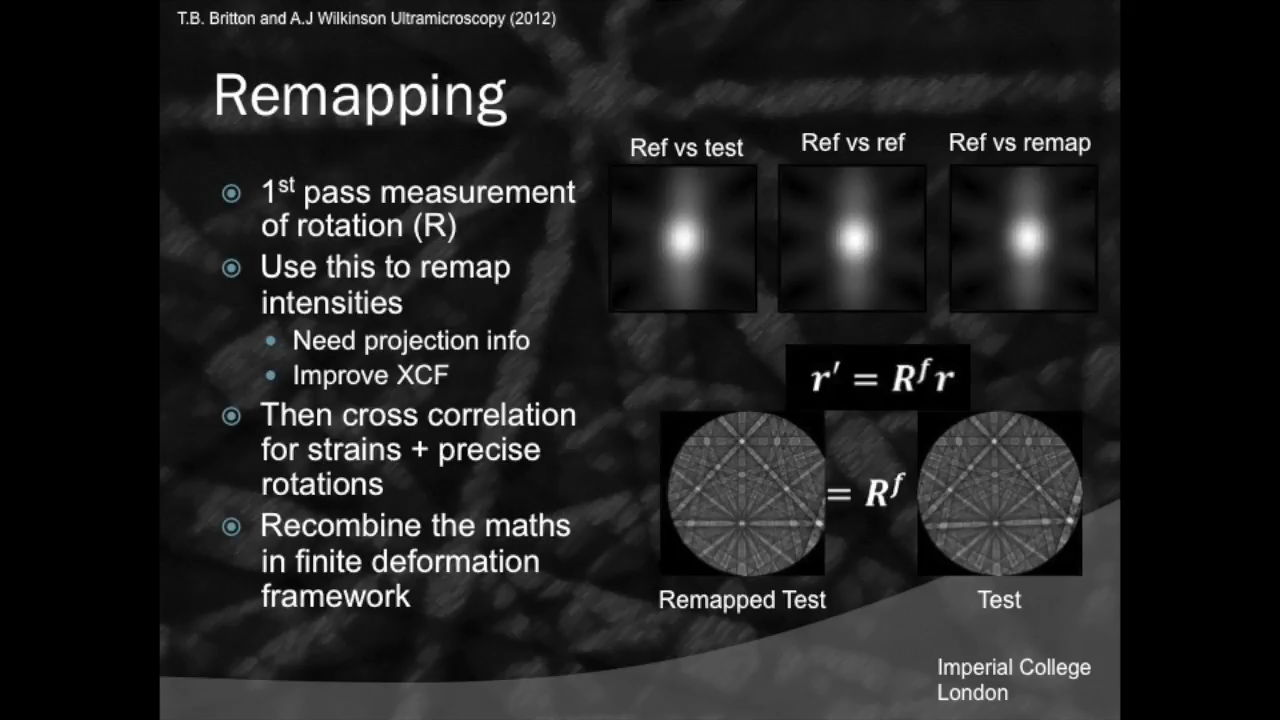 T.B. Britton and A.J Wilkinson Ultramicroscopy (2012)
Remapping
1st pass measurement
of rotation (R)
Use this to remap
intensities
Need projection info
Improve XCF
Then cross correlation
for strains + precise
rotations
Recombine the maths
in finite deformation
framework
Ref vs test
Ref vs ref
Ref vs remap
r′ = Rᶠr
= Rᶠ
Remapped Test
Test
Imperial College
London